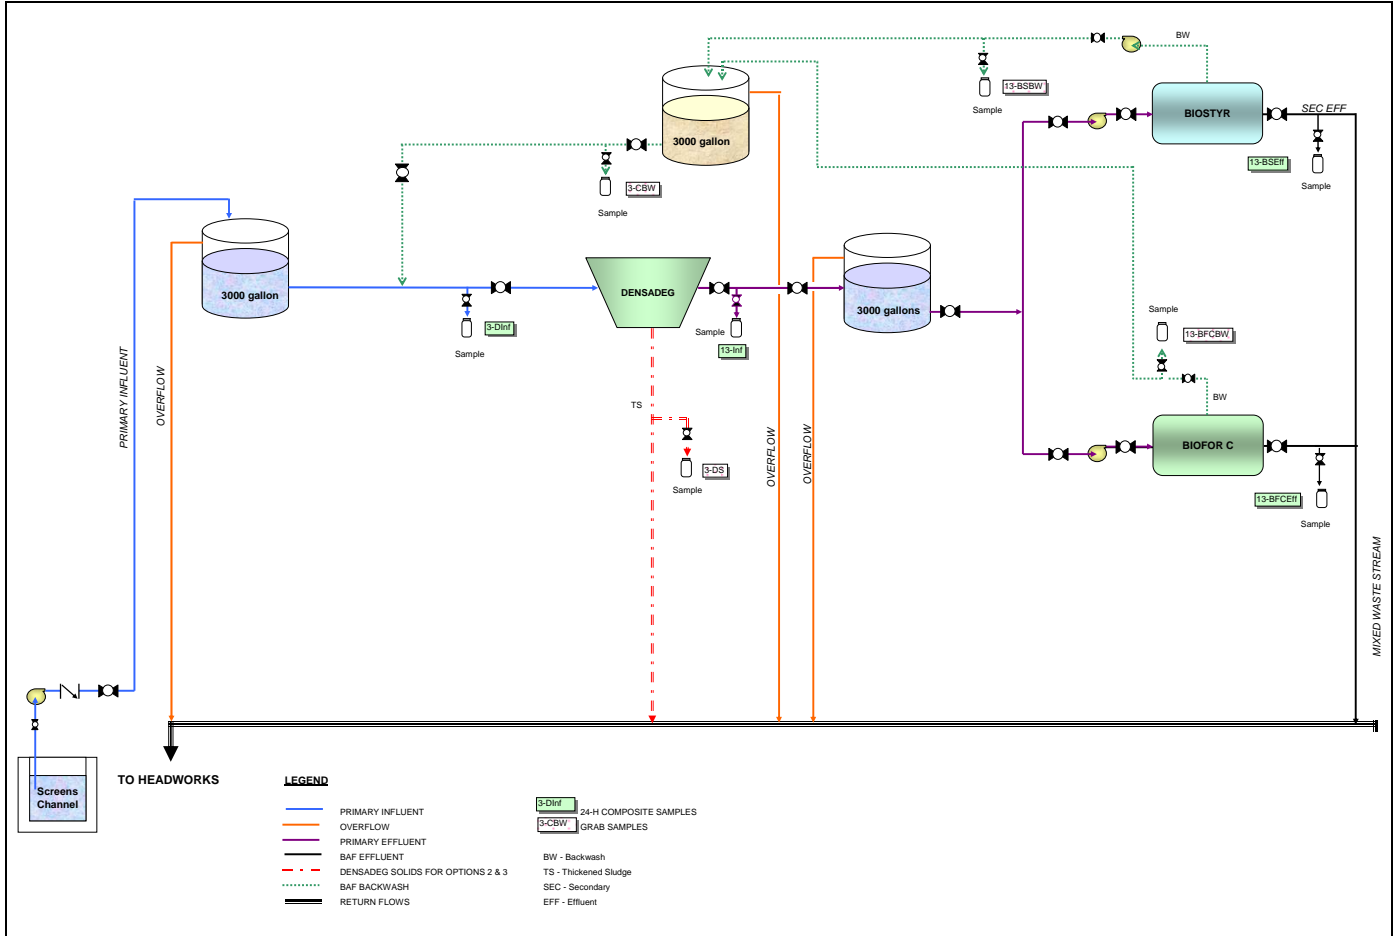 BW
13-BSBW
Sample
BIOSTYR
SEC EFF
3000 gallon
13-BSEff
Sample
3-CBW
Sample
3000 gallon
DENSADEG
3000 gallons
3-DInf
Sample
Sample
13-Inf
Sample
13-BFCBW
BW
PRIMARY INFLUENT
OVERFLOW
TS
OVERFLOW
OVERFLOW
BIOFOR C
3-DS
Sample
13-BFCEff
Sample
MIXED WASTE STREAM
Screens
Channel
TO HEADWORKS
LEGEND
PRIMARY INFLUENT
OVERFLOW
PRIMARY EFFLUENT
BAF EFFLUENT
DENSADEG SOLIDS FOR OPTIONS 2 & 3
BAF BACKWASH
RETURN FLOWS
3-DInf 24-H COMPOSITE SAMPLES
3-CBW GRAB SAMPLES
BW - Backwash
TS - Thickened Sludge
SEC - Secondary
EFF - Effluent